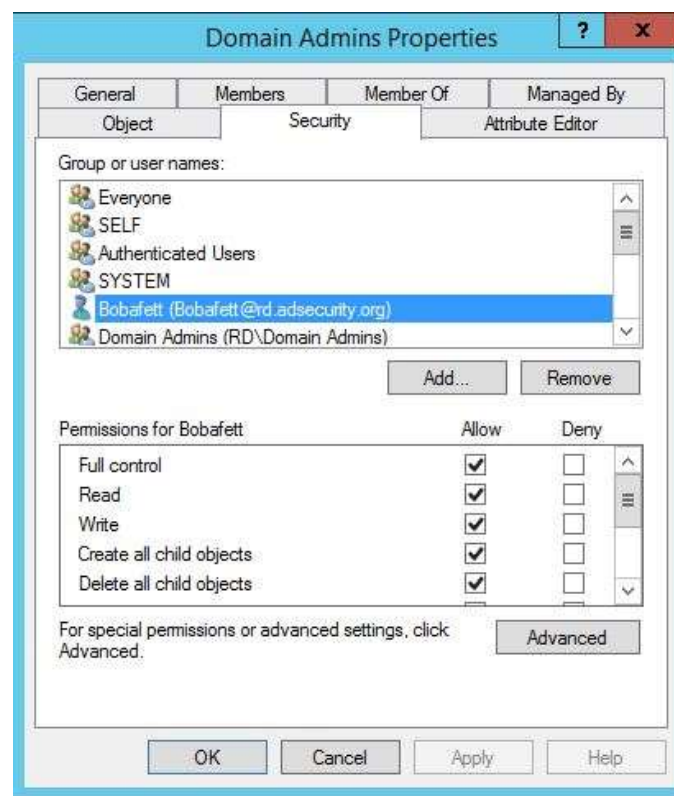 Domain Admins Properties
? x
General Members Member Of Managed By
Object Security Attribute Editor
Group or user names:
Everyone
SELF
Authenticated Users
SYSTEM
Bobafett (Bobafett@rd.adsecurity.org)
Domain Admins (RD\Domain Admins)
Add... Remove
Permissions for Bobafett Allow Deny
Full control
Read
Write
Create all child objects
Delete all child objects
For special permissions or advanced settings, click
Advanced.
Advanced
OK Cancel Apply Help